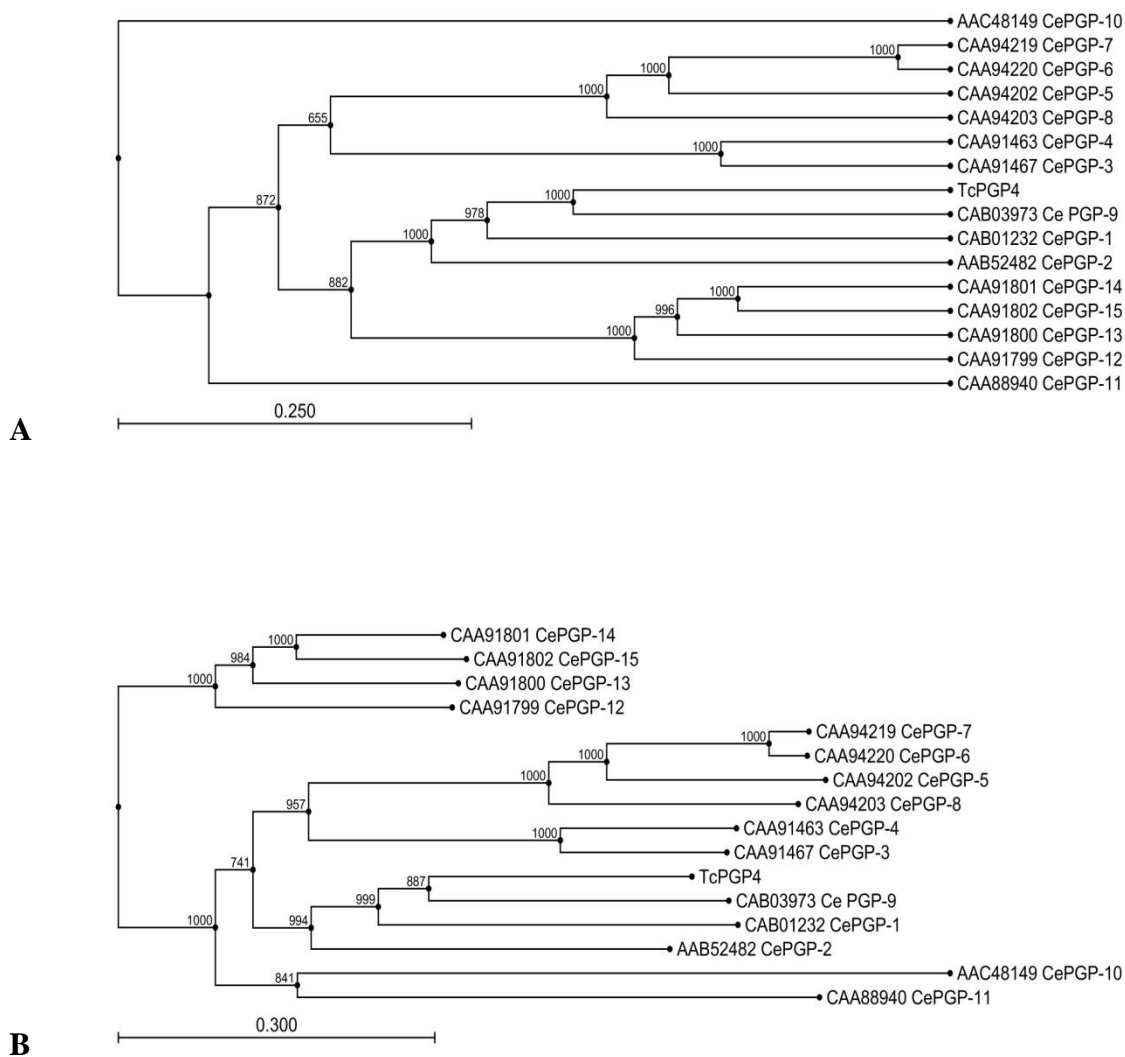 AAC48149 CePGP-10
1000
CAA94219 CePGP-7
1000
CAA94220 CePGP-6
1000
CAA94202 CePGP-5
655
CAA94203 CePGP-8
1000
CAA91463 CePGP-4
CAA91467 CePGP-3
872
1000
TcPGP4
978
CAB03973 Ce PGP-9
1000
CAB01232 CePGP-1
AAB52482 CePGP-2
882
1000
CAA91801 CePGP-14
996
CAA91802 CePGP-15
1000
CAA91800 CePGP-13
CAA91799 CePGP-12
CAA88940 CePGP-11
0.250
A
1000
CAA91801 CePGP-14
984
CAA91802 CePGP-15
1000
CAA91800 CePGP-13
CAA91799 CePGP-12
1000
CAA94219 CePGP-7
1000
CAA94220 CePGP-6
1000
CAA94202 CePGP-5
957
CAA94203 CePGP-8
1000
CAA91463 CePGP-4
CAA91467 CePGP-3
741
887
TcPGP4
999
CAB03973 Ce PGP-9
1000
994
CAB01232 CePGP-1
AAB52482 CePGP-2
841
AAC48149 CePGP-10
CAA88940 CePGP-11
0.300
B